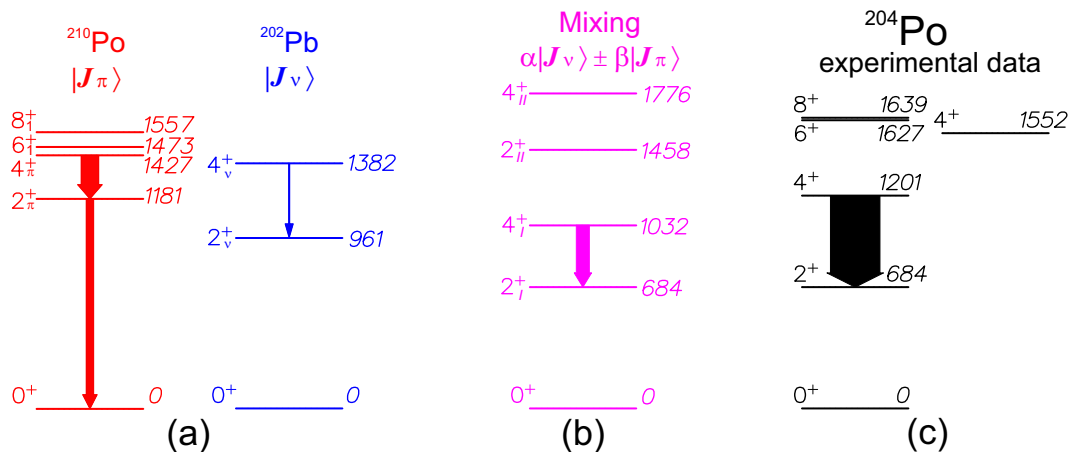 ²¹⁰Po
|Jπ⟩
8⁺₁ 1557
6⁺₁ 1473
4⁺π 1427
2⁺π 1181
0⁺ 0
²⁰²Pb
|Jν⟩
4⁺ν 1382
2⁺ν 961
0⁺ 0
(a)
Mixing
α|Jν⟩ ± β|Jπ⟩
4⁺II 1776
2⁺II 1458
4⁺I 1032
2⁺I 684
0⁺ 0
(b)
²⁰⁴Po
experimental data
8⁺ 1639
6⁺ 1627
4⁺ 1552
4⁺ 1201
2⁺ 684
0⁺ 0
(c)